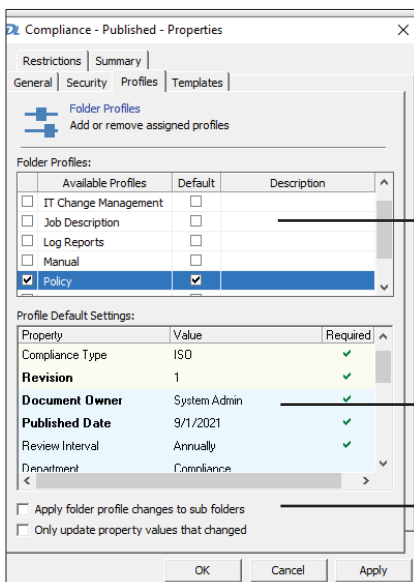 Compliance - Published - Properties
Restrictions Summary
General Security Profiles Templates
Folder Profiles
Add or remove assigned profiles
Folder Profiles:
Available Profiles Default Description
IT Change Management
Job Description
Log Reports
Manual
Policy
Profile Default Settings:
Property Value Required
Compliance Type ISO
Revision 1
Document Owner System Admin
Published Date 9/1/2021
Review Interval Annually
Department Compliance
Apply folder profile changes to sub folders
Only update property values that changed
OK Cancel Apply